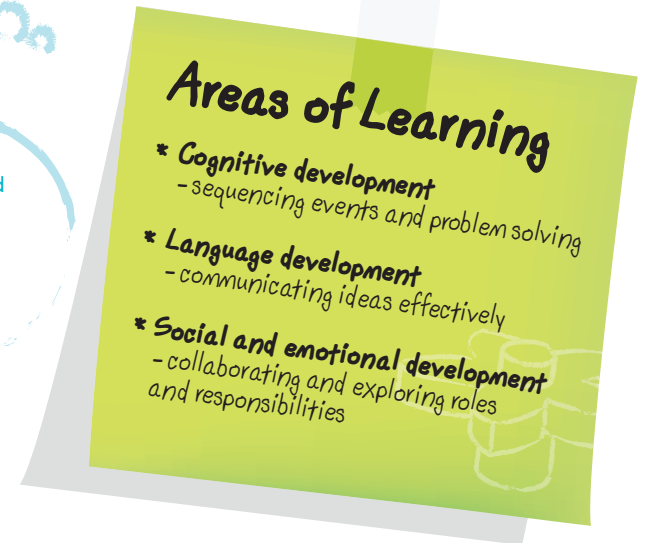 Areas of Learning
* Cognitive development
- sequencing events and problem solving
* Language development
- communicating ideas effectively
* Social and emotional development
- collaborating and exploring roles
and responsibilities